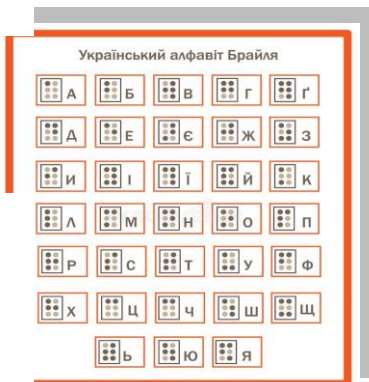 Український алфавіт Брайля
А Б В Г Ґ
Д Е Є Ж З
И І Ї Й К
Л М Н О П
Р С Т У Ф
Х Ц Ч Ш Щ
Ь Ю Я